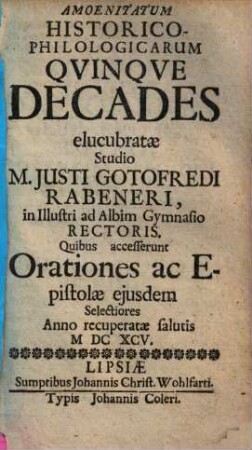 AMOENITATUM
HISTORICO-
PHILOLOGICARUM
QVINQVE
DECADES
elucubratæ
Studio
M. JUSTI GOTOFREDI
RABENERI,
in Illustri ad Albim Gymnasio
RECTORIS.
Quibus accesserunt
Orationes ac E-
pistolæ ejusdem
Selectiores
Anno recuperatæ salutis
M DC XCV.
LIPSIÆ
Sumptibus Johannis Christ. Wohlfarti.
Typis Johannis Coleri.